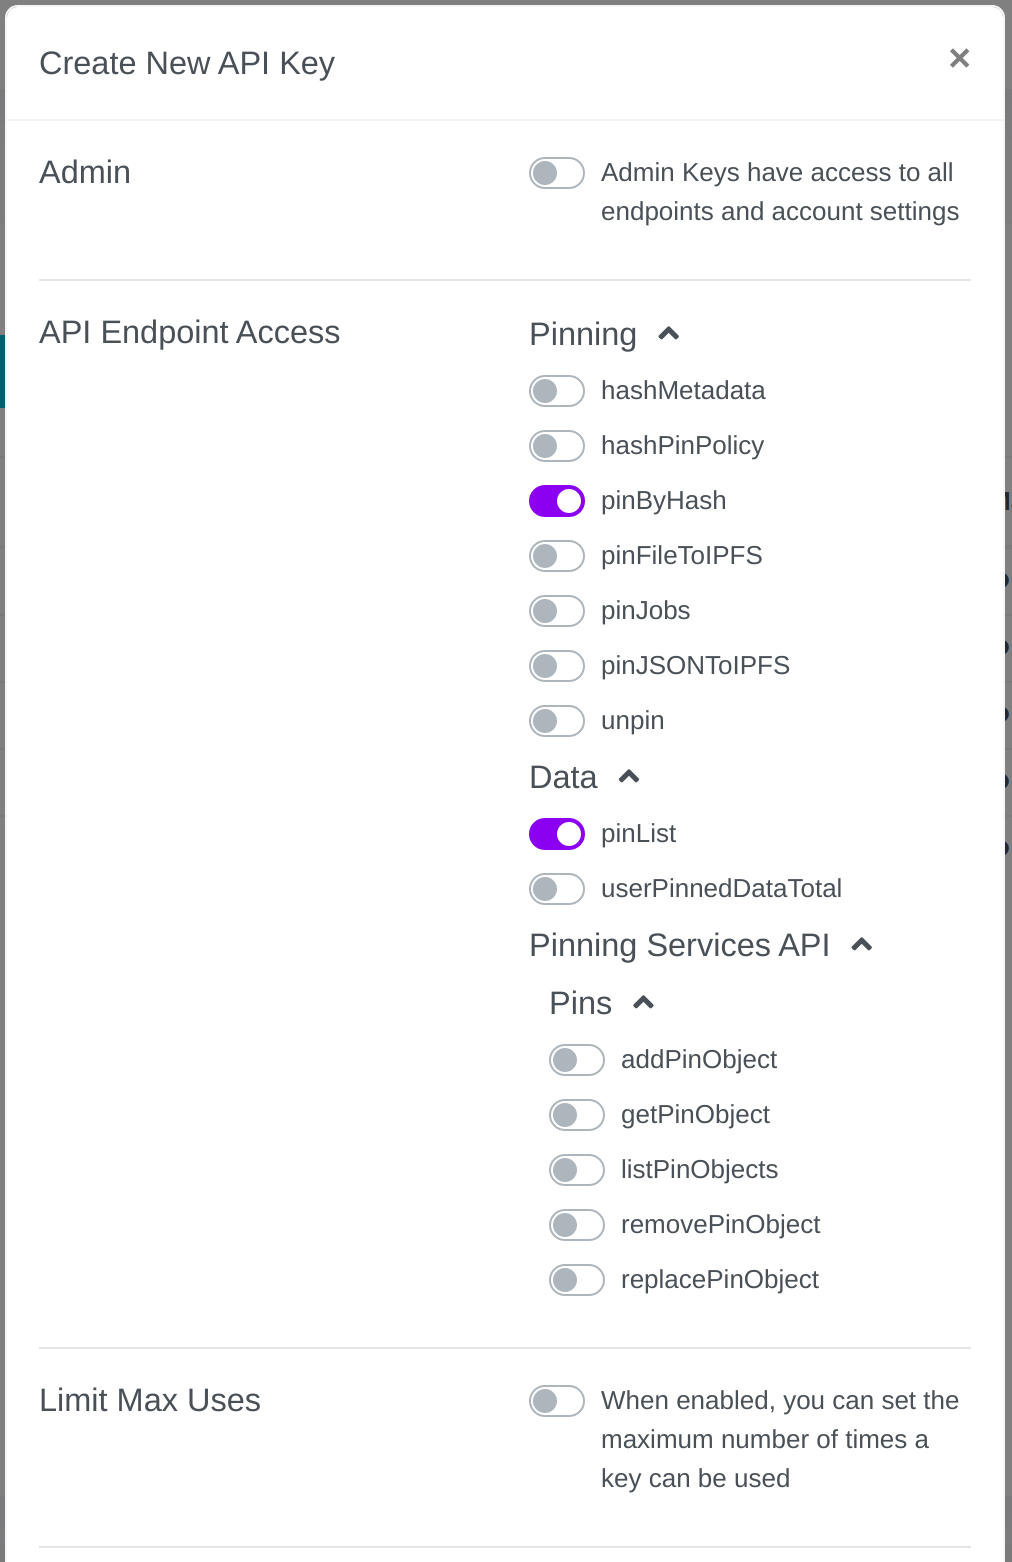 Create New API Key
Admin
Admin Keys have access to all
endpoints and account settings
API Endpoint Access
Pinning
hashMetadata
hashPinPolicy
pinByHash
pinFileToIPFS
pinJobs
pinJSONToIPFS
unpin
Data
pinList
userPinnedDataTotal
Pinning Services API
Pins
addPinObject
getPinObject
listPinObjects
removePinObject
replacePinObject
Limit Max Uses
When enabled, you can set the
maximum number of times a
key can be used